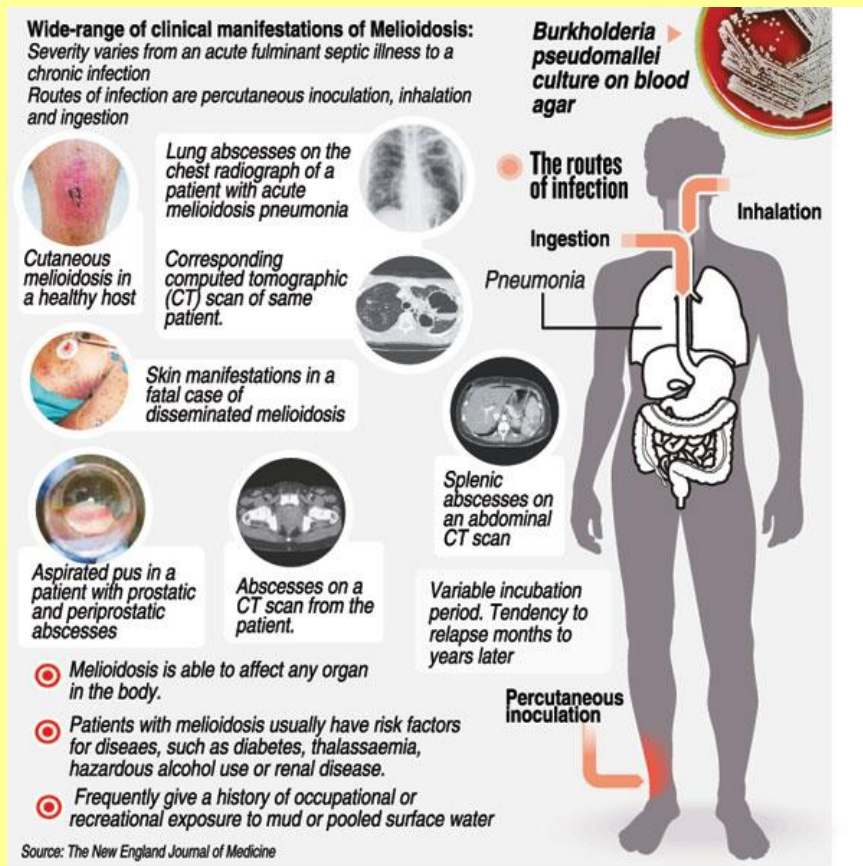 Wide-range of clinical manifestations of Melioidosis:
Severity varies from an acute fulminant septic illness to a
chronic infection
Routes of infection are percutaneous inoculation, inhalation
and ingestion
Burkholderia
pseudomallei
culture on blood
agar
Lung abscesses on the
chest radiograph of a
patient with acute
melioidosis pneumonia
The routes
of infection
Inhalation
Ingestion
Pneumonia
Cutaneous
melioidosis in
a healthy host
Corresponding
computed tomographic
(CT) scan of same
patient.
Skin manifestations in a
fatal case of
disseminated melioidosis
Splenic
abscesses on
an abdominal
CT scan
Aspirated pus in a
patient with prostatic
and periprostatic
abscesses
Abscesses on a
CT scan from the
patient.
Variable incubation
period. Tendency to
relapse months to
years later
Melioidosis is able to affect any organ
in the body.
Patients with melioidosis usually have risk factors
for diseaes, such as diabetes, thalassaemia,
hazardous alcohol use or renal disease.
Frequently give a history of occupational or
recreational exposure to mud or pooled surface water
Percutaneous
inoculation
Source: The New England Journal of Medicine